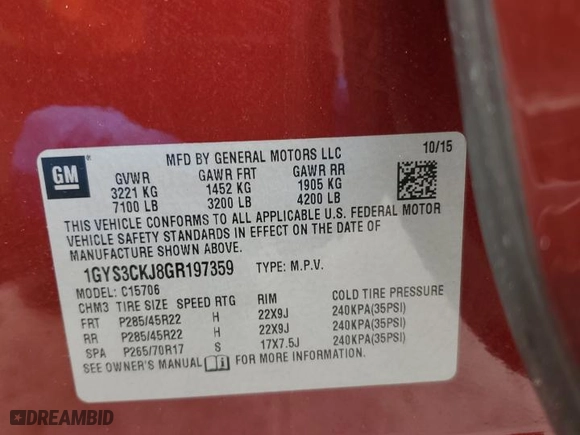 MFD BY GENERAL MOTORS LLC 10/15
GM GVWR GAWR FRT GAWR RR
3221 KG 1452 KG 1905 KG
7100 LB 3200 LB 4200 LB
THIS VEHICLE CONFORMS TO ALL APPLICABLE U.S. FEDERAL MOTOR
VEHICLE SAFETY STANDARDS IN EFFECT ON THE DATE OF
MANUFACTURE SHOWN ABOVE.
1GYS3CKJ8GR197359 TYPE: M.P.V.
MODEL: C15706
CHM3 TIRE SIZE SPEED RTG RIM COLD TIRE PRESSURE
FRT P285/45R22 H 22X9J 240KPA(35PSI)
RR P285/45R22 H 22X9J 240KPA(35PSI)
SPA P265/70R17 S 17X7.5J 240KPA(35PSI)
SEE OWNER'S MANUAL FOR MORE INFORMATION.
DREAMBID